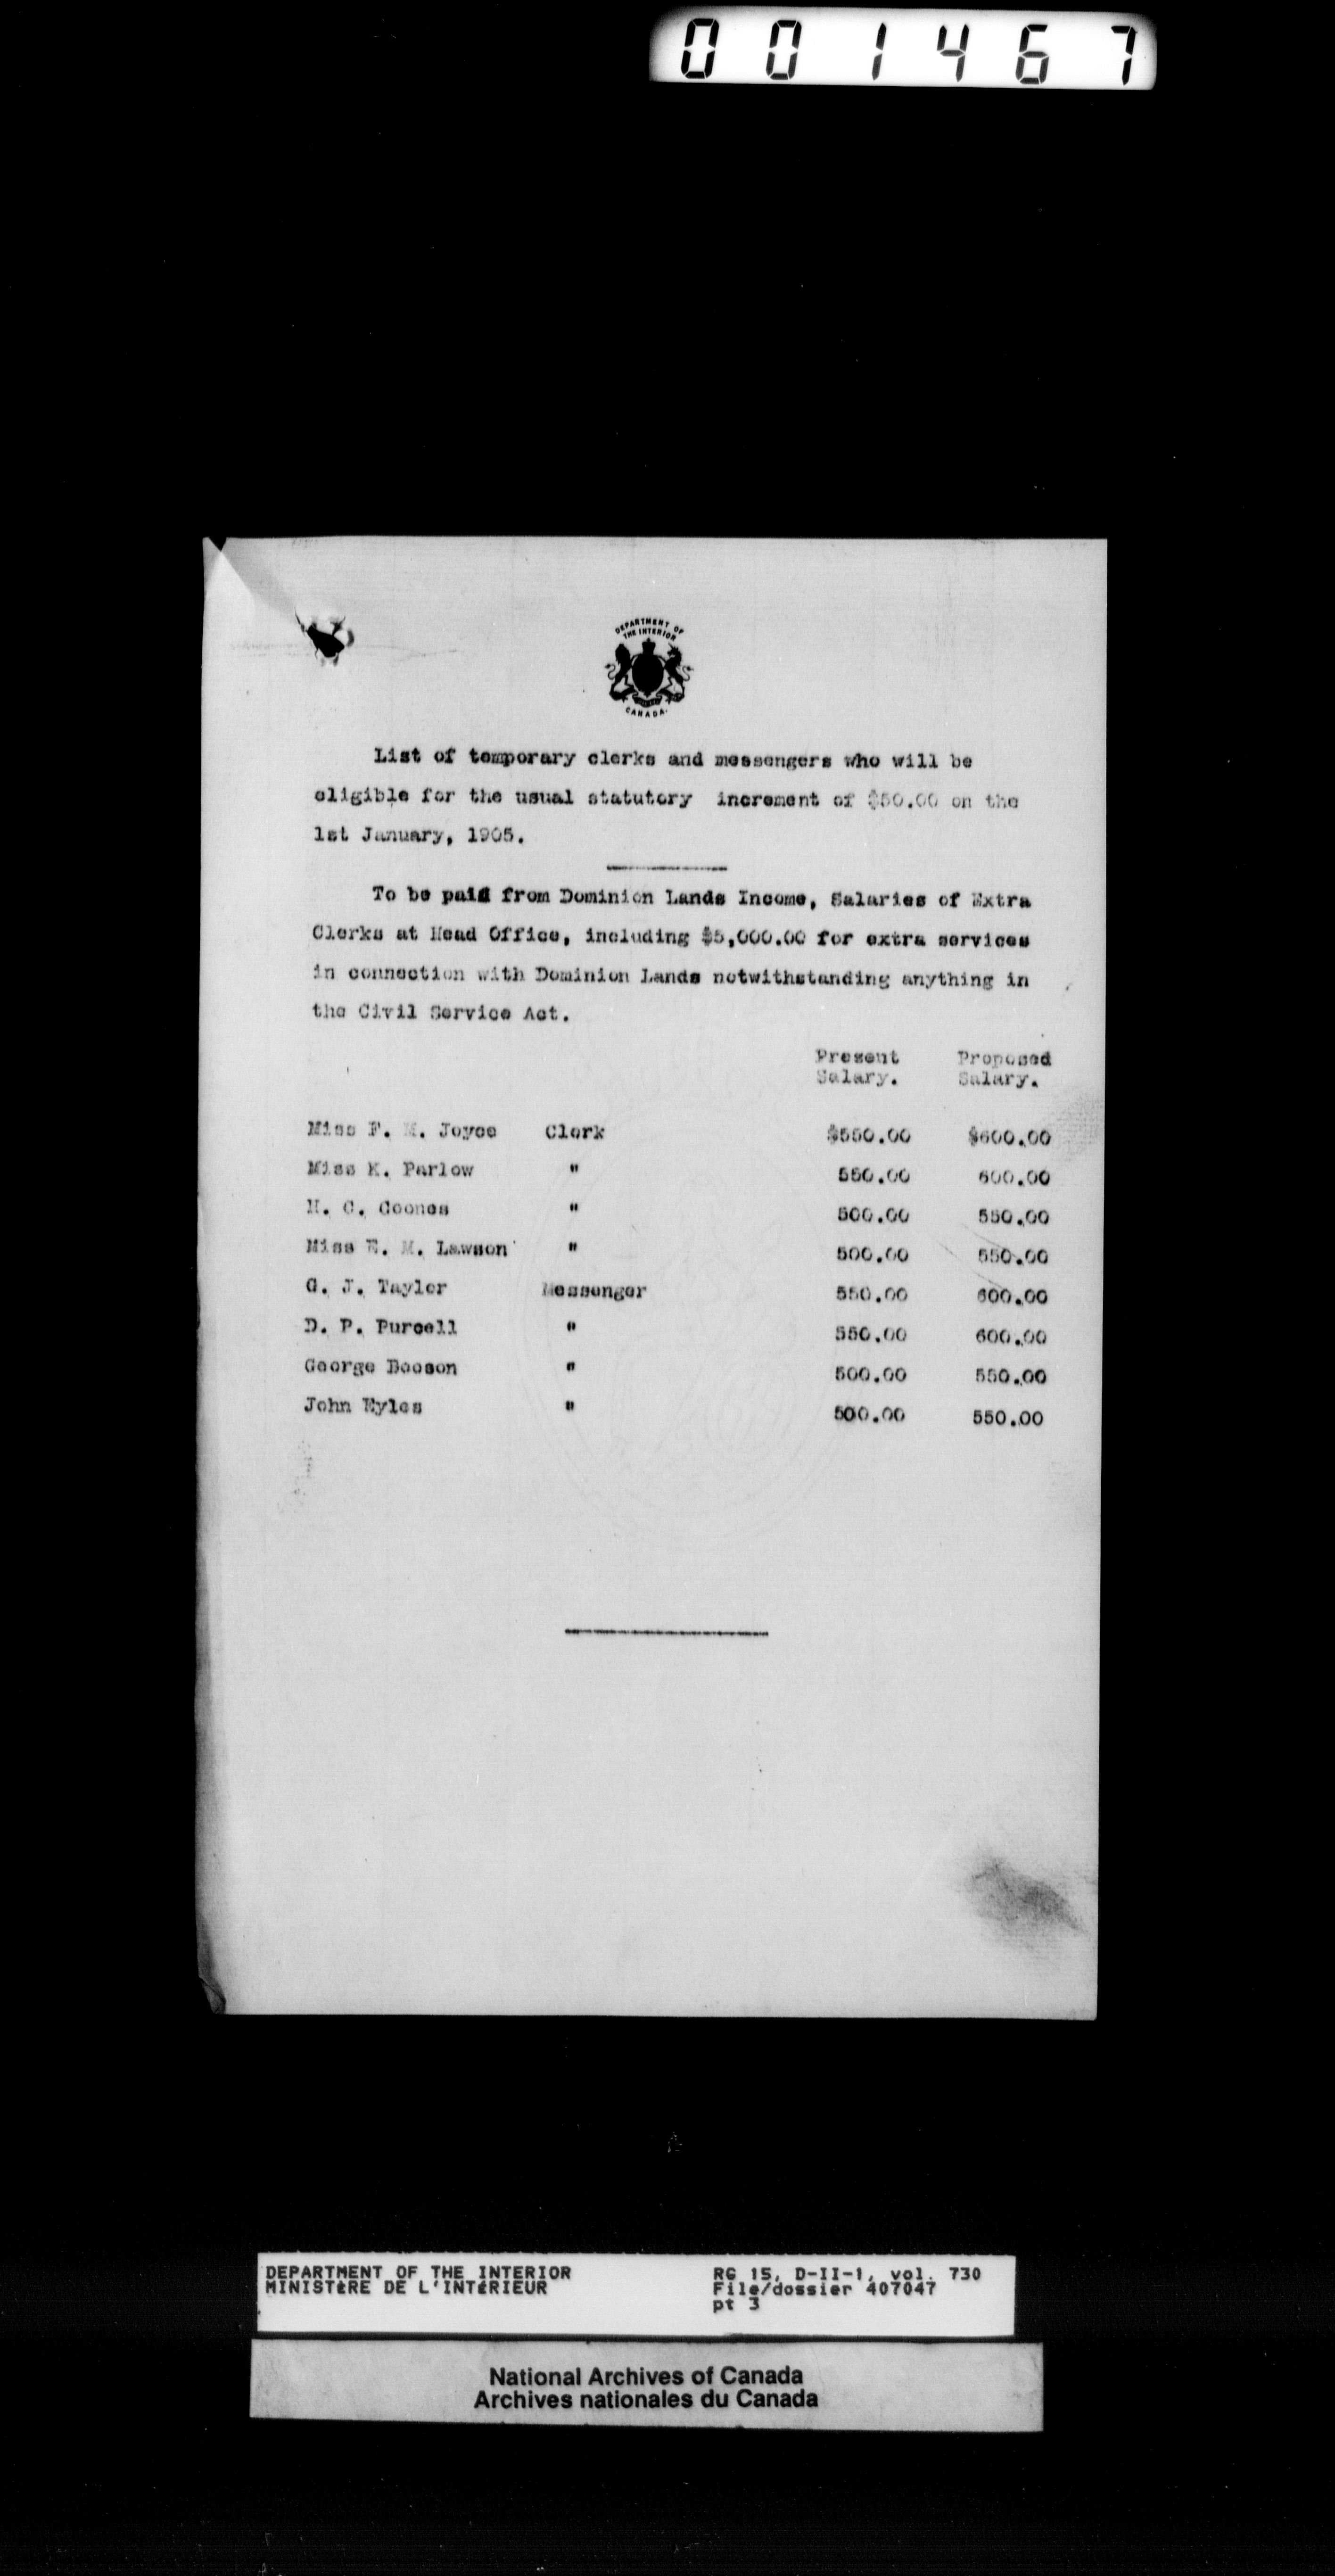 001467
DEPARTMENT OF
THE INTERIOR
CANADA.
List of temporary clerks and messengers who will be
eligible for the usual statutory increment of $50.00 on the
1st January, 1905.
To be paid from Dominion Lands Income, Salaries of Extra
Clerks at Head Office, including $5,000.00 for extra services
in connection with Dominion Lands notwithstanding anything in
the Civil Service Act.
Present Proposed
Salary. Salary.
Miss F. M. Joyce Clerk $550.00 $600.00
Miss K. Parlow " 550.00 600.00
C. Coones " 500.00 550.00
Miss E. M. Lawson " 500.00 550.00
G. J. Taylor Messenger 550.00 600.00
D. P. Purcell " 550.00 600.00
George " 500.00 550.00
John Eyles " 500.00 550.00
DEPARTMENT OF THE INTERIOR RG 15, D-II-1, vol. 730
MINISTÈRE DE L'INTÉRIEUR File/dossier 407047
pt 3
National Archives of Canada
Archives nationales du Canada